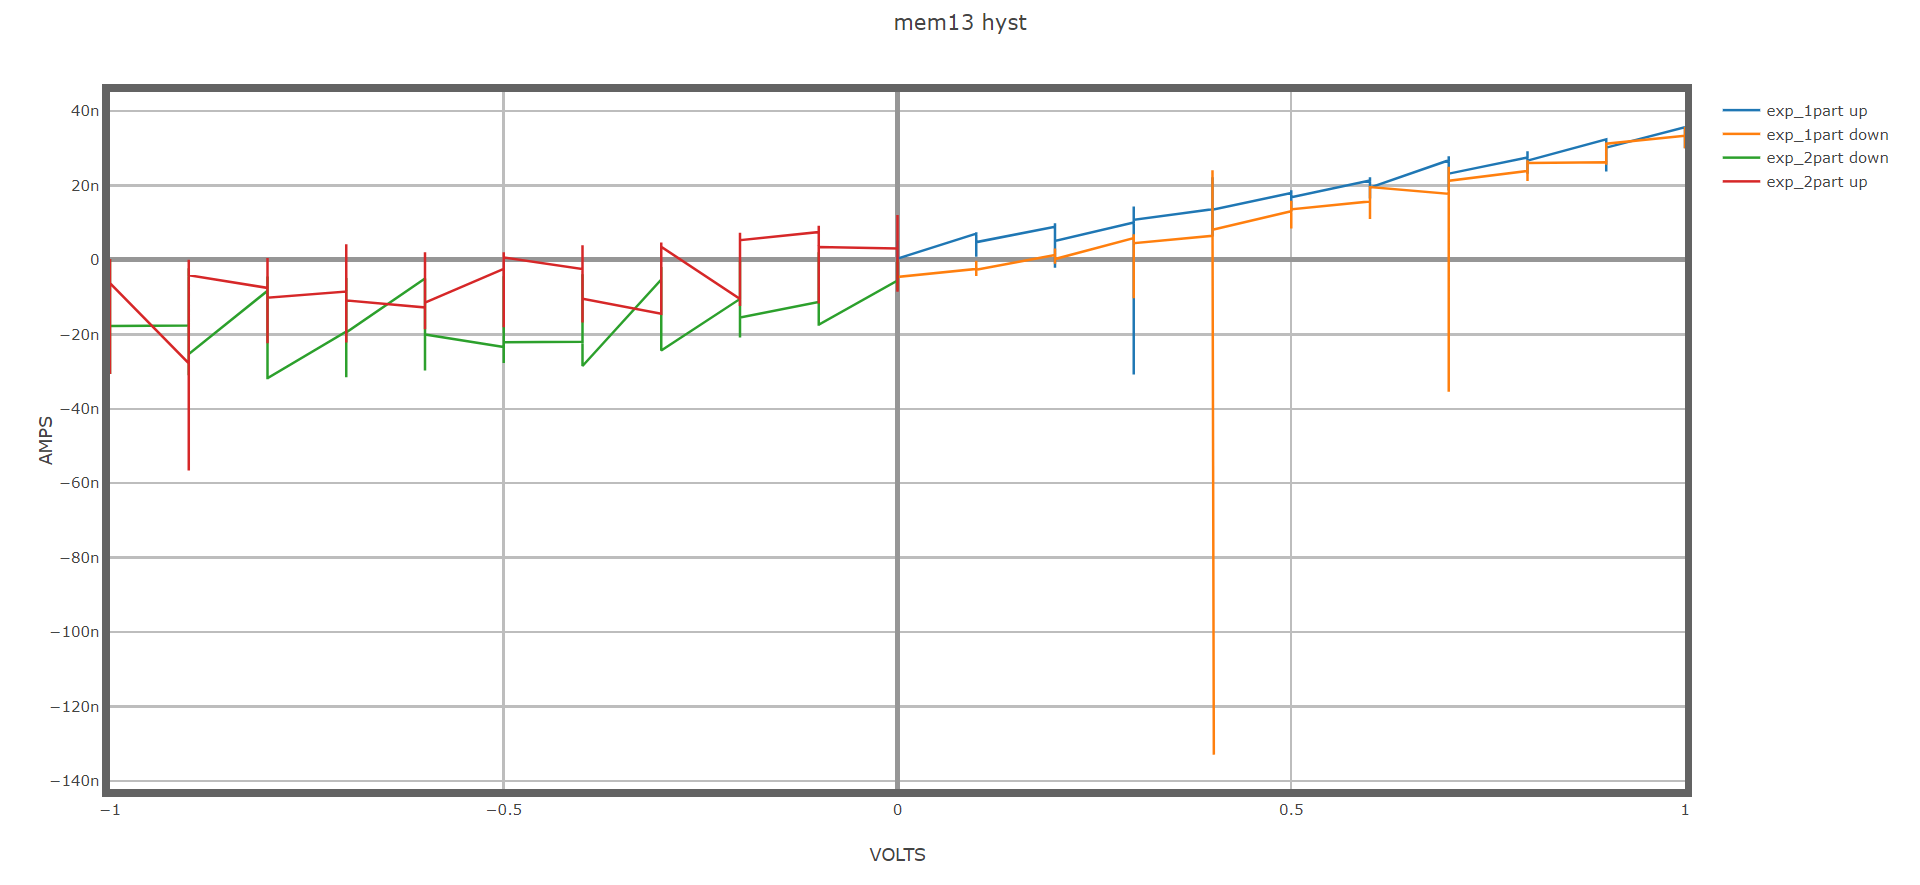 mem13 hyst
40n
20n
0
−20n
−40n
−60n
−80n
−100n
−120n
−140n
AMPS
−1
−0.5
0
0.5
1
VOLTS
exp_1part up
exp_1part down
exp_2part down
exp_2part up